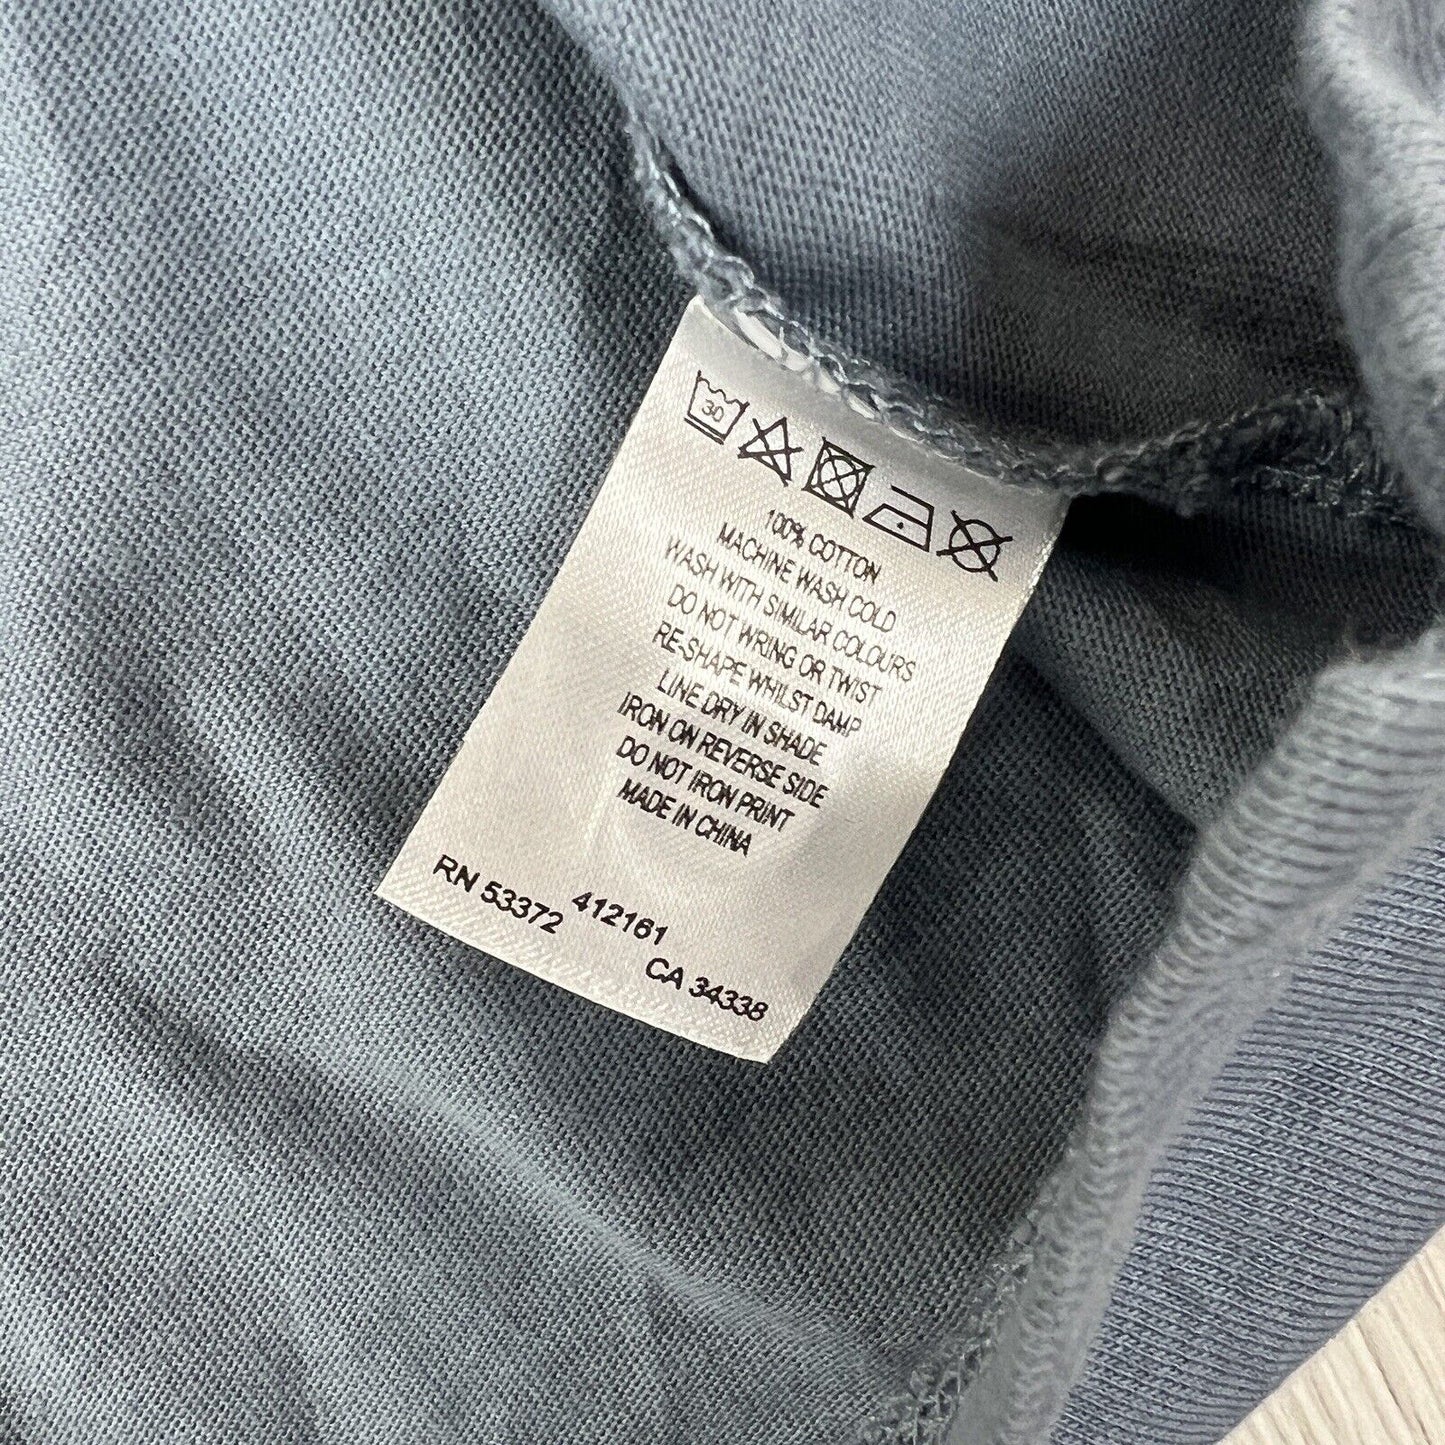 30
100% COTTON
MACHINE WASH COLD
WASH WITH SIMILAR COLOURS
DO NOT WRING OR TWIST
RE-SHAPE WHILST DAMP
LINE DRY IN SHADE
IRON ON REVERSE SIDE
DO NOT IRON PRINT
MADE IN CHINA
412161
RN 53372
CA 34338